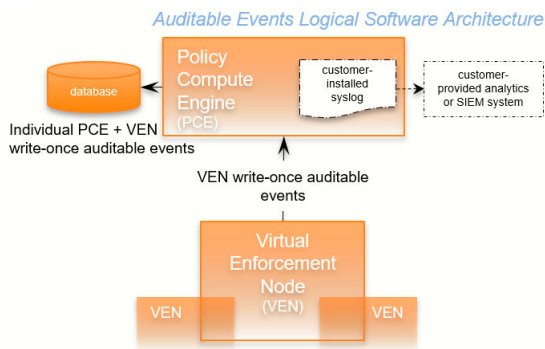 Auditable Events Logical Software Architecture
Policy
Compute
Engine
(PCE)
customer-
installed
syslog
customer-
provided analytics
or SIEM system
database
Individual PCE + VEN
write-once auditable events
VEN write-once auditable
events
Virtual
Enforcement
Node
(VEN)
VEN
VEN